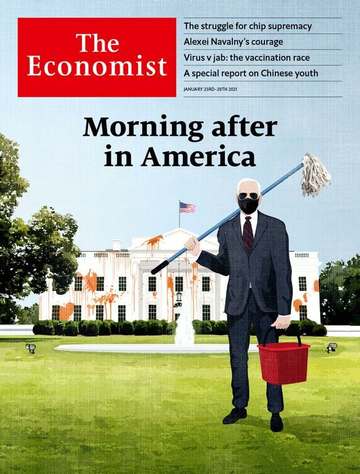 The
Economist
The struggle for chip supremacy
Alexei Navalny's courage
Virus v jab: the vaccination race
A special report on Chinese youth
JANUARY 23RD–29TH 2021
Morning after
in America